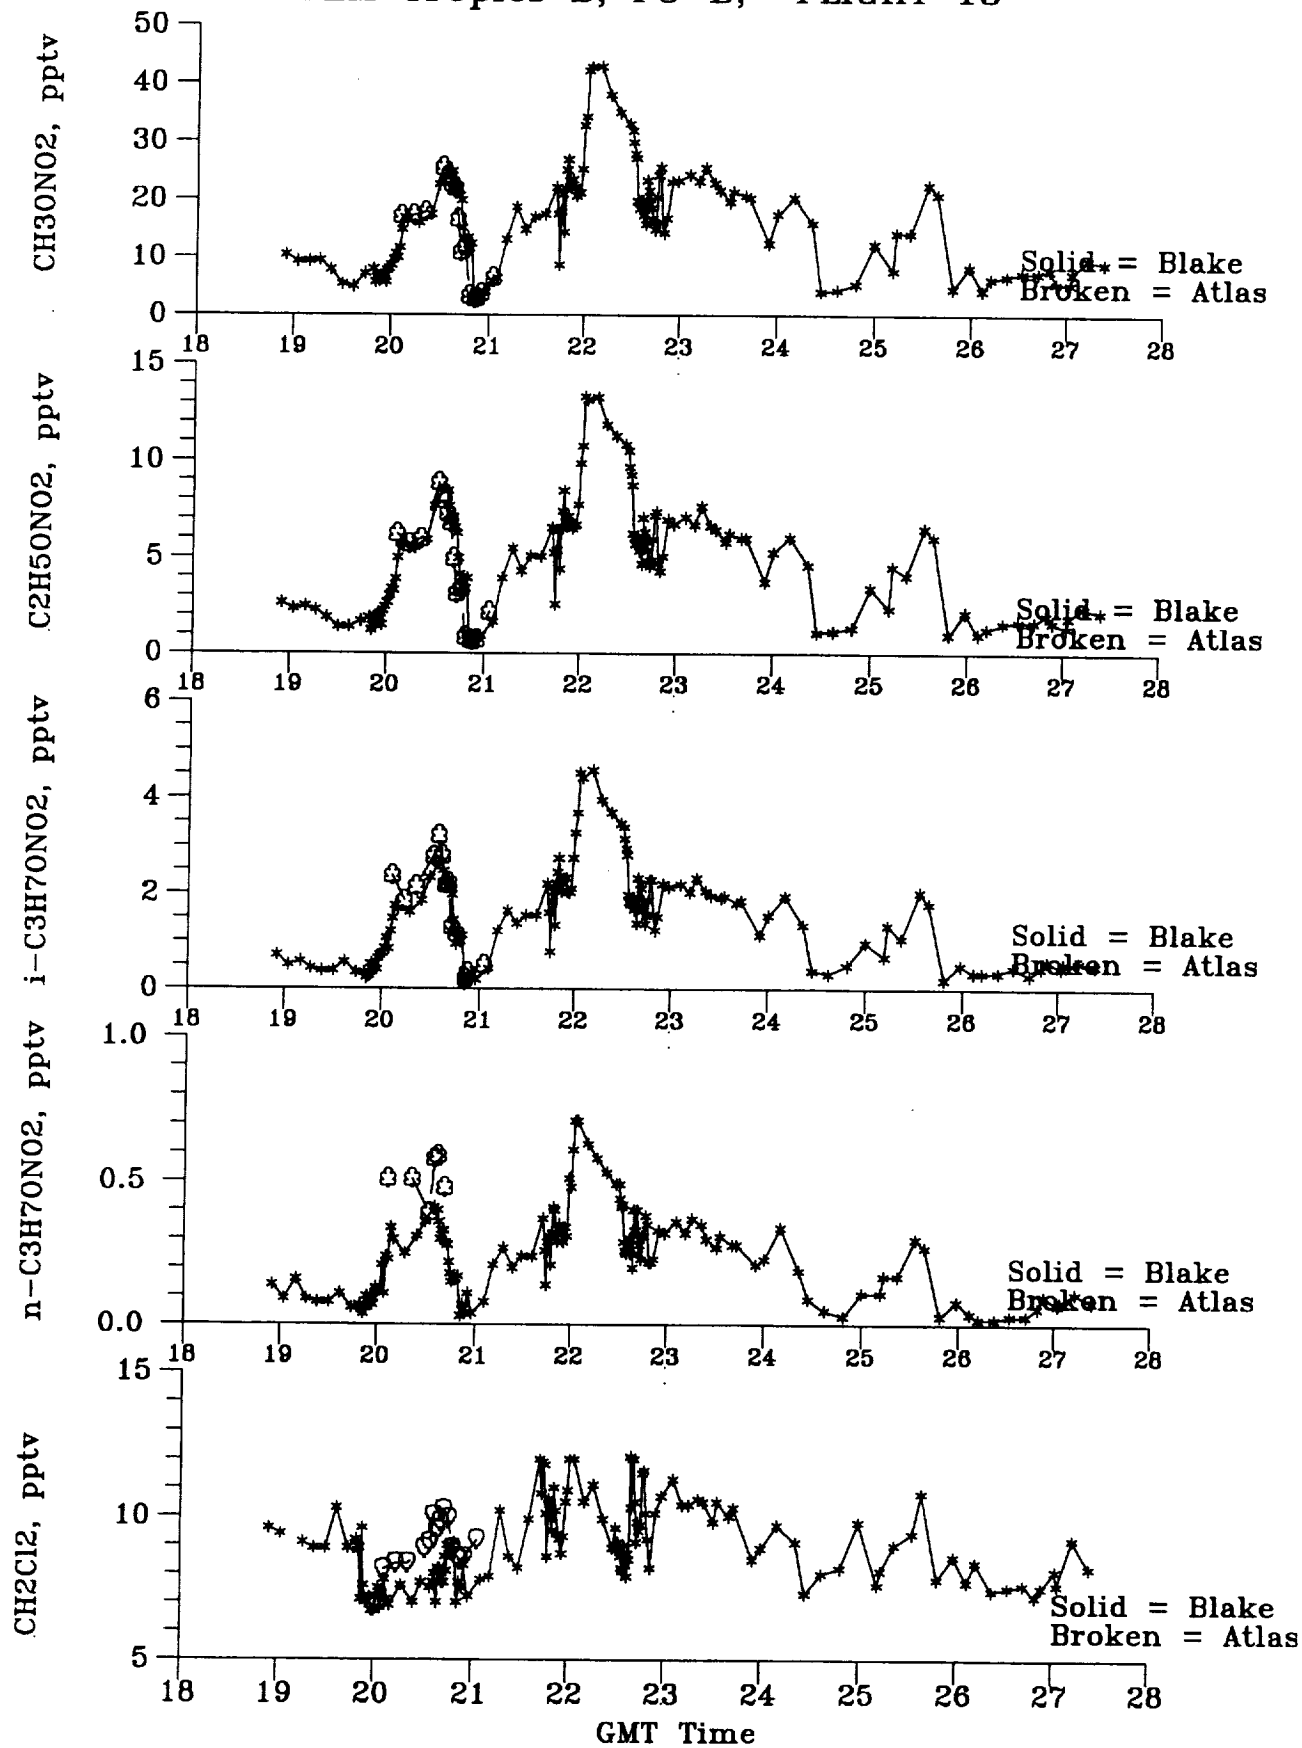 50
40
30
20
10
0
CH3ONO2, pptv
Solid = Blake
Broken = Atlas
18 19 20 21 22 23 24 25 26 27 28
15
10
5
0
C2H5ONO2, pptv
Solid = Blake
Broken = Atlas
18 19 20 21 22 23 24 25 26 27 28
6
4
2
0
i-C3H7ONO2, pptv
Solid = Blake
Broken = Atlas
18 19 20 21 22 23 24 25 26 27 28
1.0
0.5
0.0
n-C3H7ONO2, pptv
Solid = Blake
Broken = Atlas
18 19 20 21 22 23 24 25 26 27 28
15
10
5
CH2Cl2, pptv
Solid = Blake
Broken = Atlas
18 19 20 21 22 23 24 25 26 27 28
GMT Time